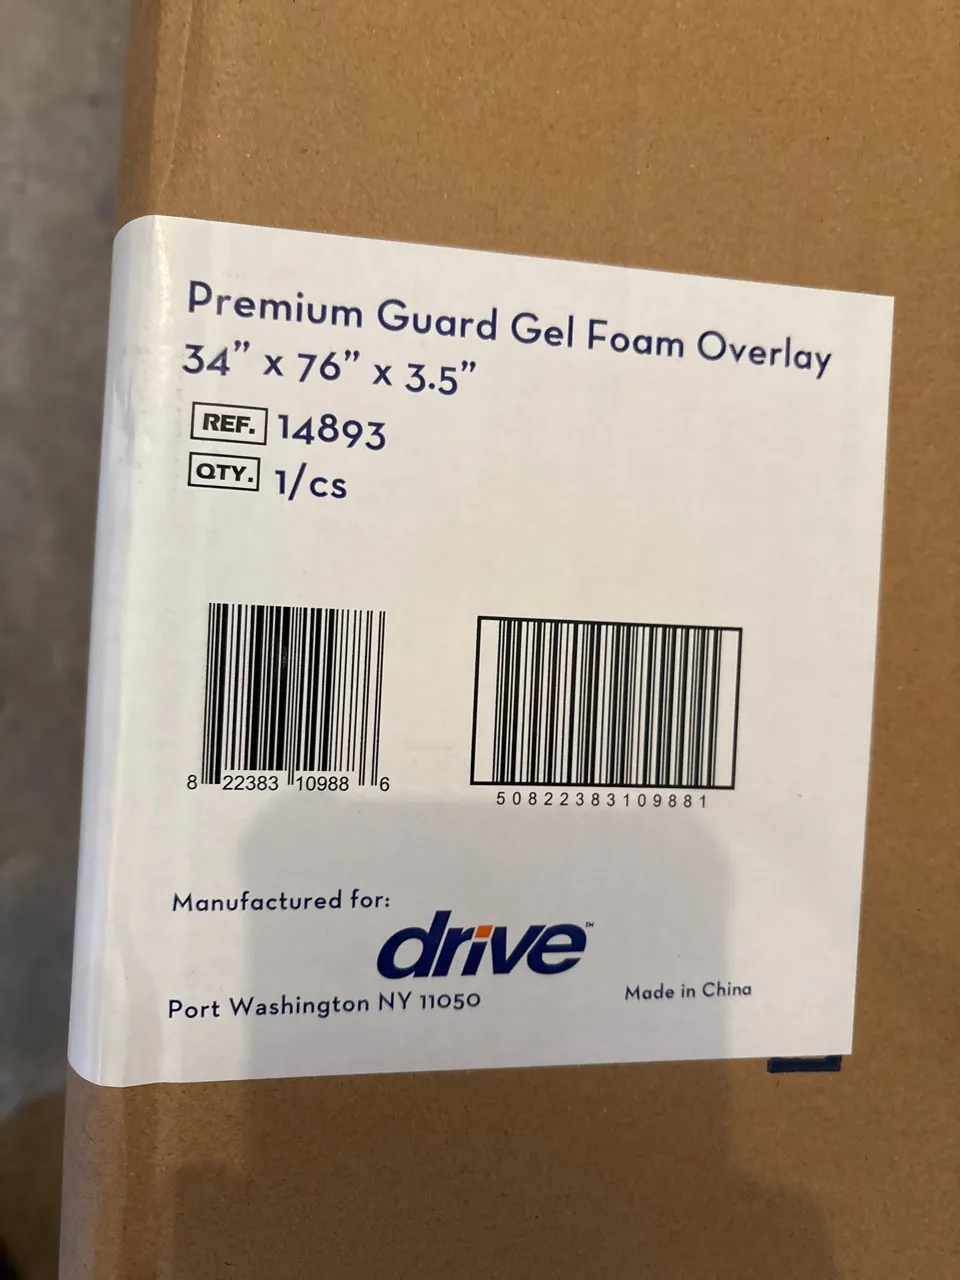 Premium Guard Gel Foam Overlay
34” x 76” x 3.5”
REF. 14893
QTY. 1/cs
8 22383 10988 6
50822383109881
Manufactured for:
drive™
Port Washington NY 11050
Made in China